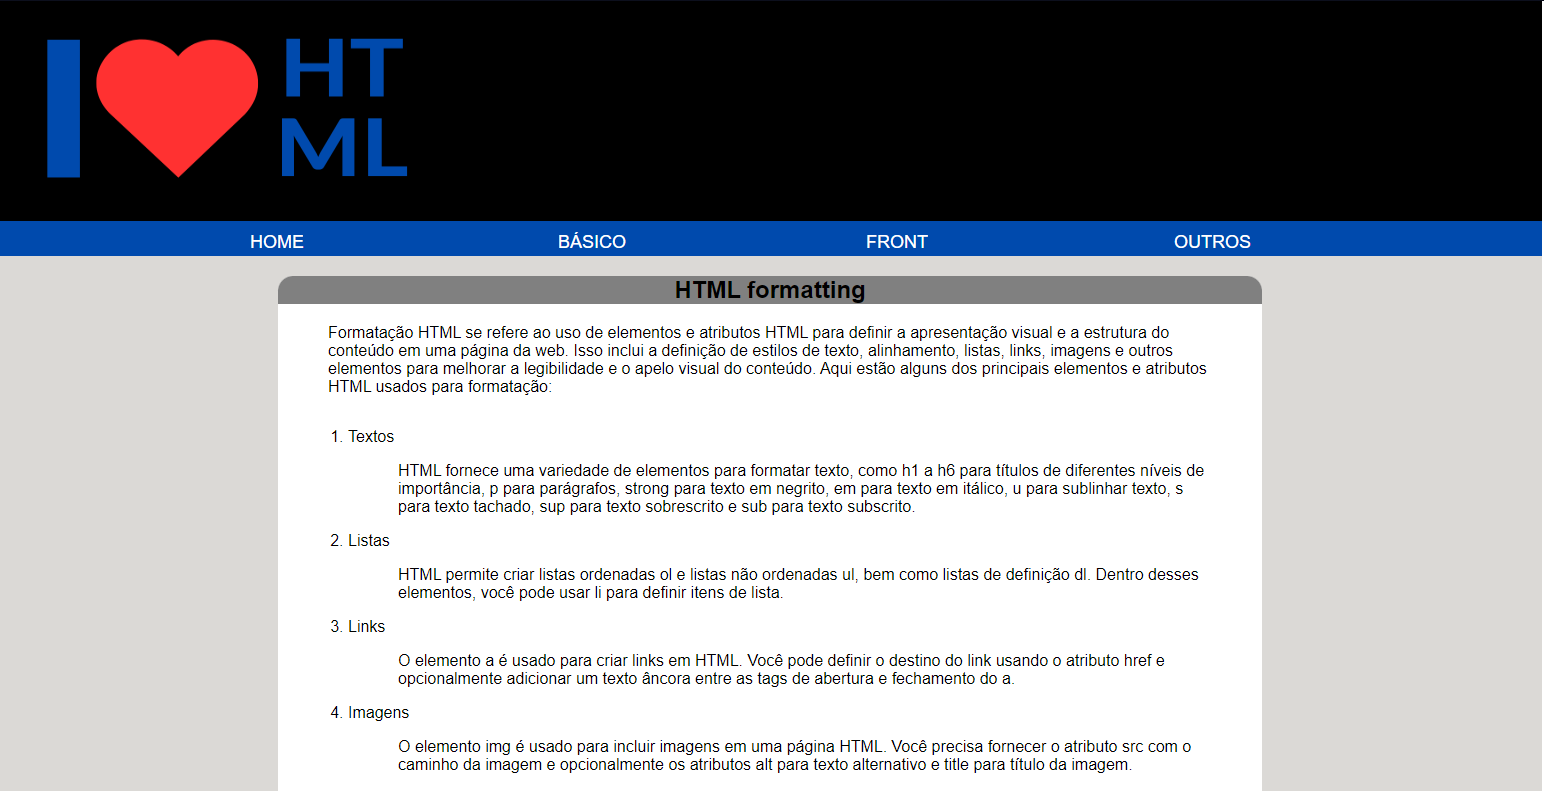 I HT
ML
HOME BÁSICO FRONT OUTROS
HTML formatting
Formatação HTML se refere ao uso de elementos e atributos HTML para definir a apresentação visual e a estrutura do
conteúdo em uma página da web. Isso inclui a definição de estilos de texto, alinhamento, listas, links, imagens e outros
elementos para melhorar a legibilidade e o apelo visual do conteúdo. Aqui estão alguns dos principais elementos e atributos
HTML usados para formatação:
1. Textos
HTML fornece uma variedade de elementos para formatar texto, como h1 a h6 para títulos de diferentes níveis de
importância, p para parágrafos, strong para texto em negrito, em para texto em itálico, u para sublinhar texto, s
para texto tachado, sup para texto sobrescrito e sub para texto subscrito.
2. Listas
HTML permite criar listas ordenadas ol e listas não ordenadas ul, bem como listas de definição dl. Dentro desses
elementos, você pode usar li para definir itens de lista.
3. Links
O elemento a é usado para criar links em HTML. Você pode definir o destino do link usando o atributo href e
opcionalmente adicionar um texto âncora entre as tags de abertura e fechamento do a.
4. Imagens
O elemento img é usado para incluir imagens em uma página HTML. Você precisa fornecer o atributo src com o
caminho da imagem e opcionalmente os atributos alt para texto alternativo e title para título da imagem.